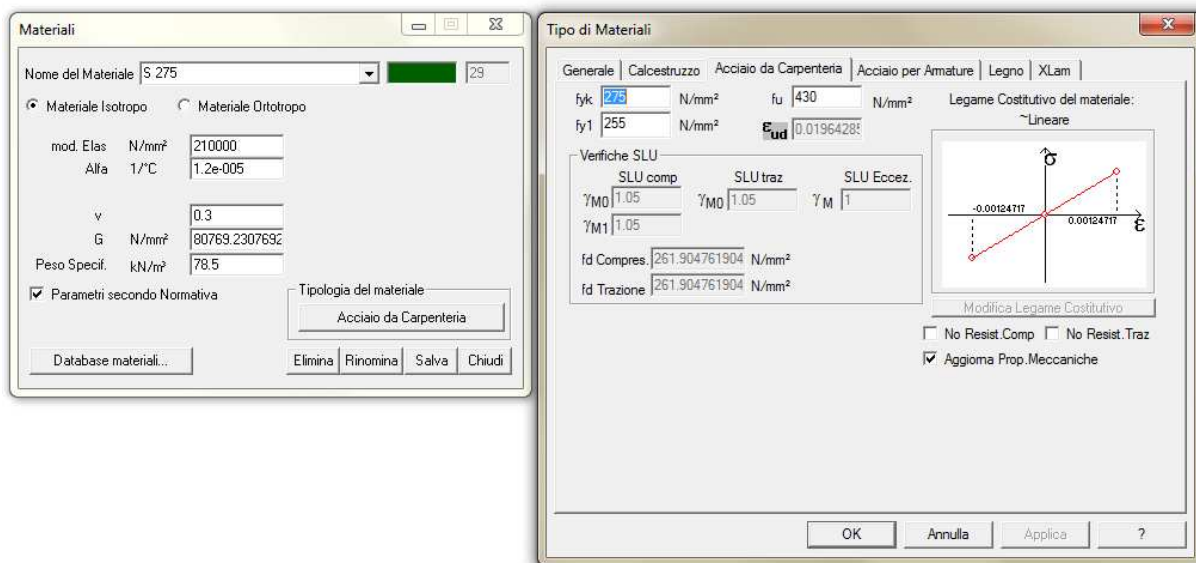 Materiali
Nome del Materiale S 275 29
Materiale Isotropo Materiale Ortotropo
mod. Elas N/mm² 210000
Alfa 1/°C 1.2e-005
v 0.3
G N/mm² 80769.2307692
Peso Specif. kN/m³ 78.5
Parametri secondo Normativa
Tipologia del materiale
Acciaio da Carpenteria
Database materiali...
Elimina Rinomina Salva Chiudi
Tipo di Materiali
Generale Calcestruzzo Acciaio da Carpenteria Acciaio per Armature Legno XLam
fyk 275 N/mm² fu 430 N/mm²
fy1 255 N/mm² εud 0.01964285
Legame Costitutivo del materiale:
~Lineare
σ
-0.00124717
0.00124717
ε
Verifiche SLU
SLU comp SLU traz SLU Eccez.
γM0 1.05 γM0 1.05 γM 1
γM1 1.05
fd Compres. 261.904761904 N/mm²
fd Trazione 261.904761904 N/mm²
Modifica Legame Costitutivo
No Resist.Comp No Resist.Traz
Aggiorna Prop.Meccaniche
OK Annulla Applica ?